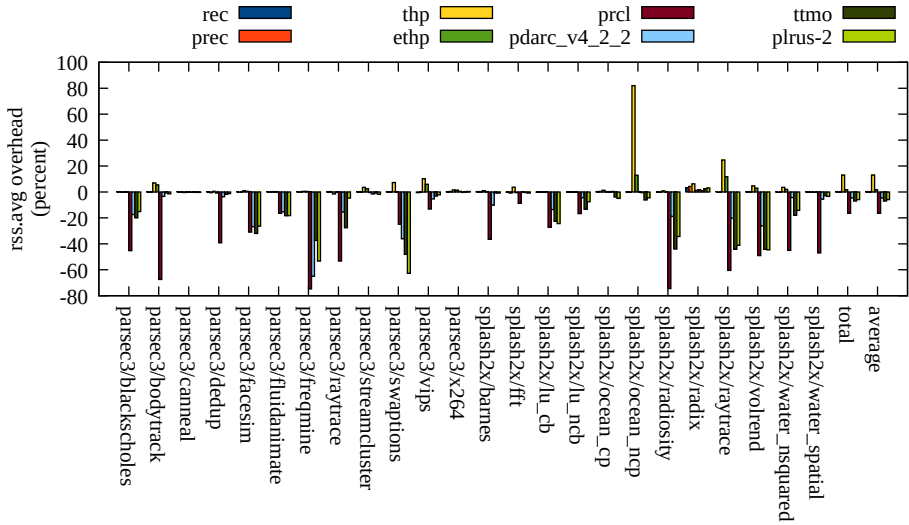 rec thp prcl ttmo
prec ethp pdarc_v4_2_2 plrus-2
rss.avg overhead
(percent)
100
80
60
40
20
0
-20
-40
-60
-80
parsec3/blackscholes
parsec3/bodytrack
parsec3/canneal
parsec3/dedup
parsec3/facesim
parsec3/fluidanimate
parsec3/freqmine
parsec3/raytrace
parsec3/streamcluster
parsec3/swaptions
parsec3/vips
parsec3/x264
splash2x/barnes
splash2x/fft
splash2x/lu_cb
splash2x/lu_ncb
splash2x/ocean_cp
splash2x/ocean_ncp
splash2x/radiosity
splash2x/radix
splash2x/raytrace
splash2x/volrend
splash2x/water_nsquared
splash2x/water_spatial
total
average